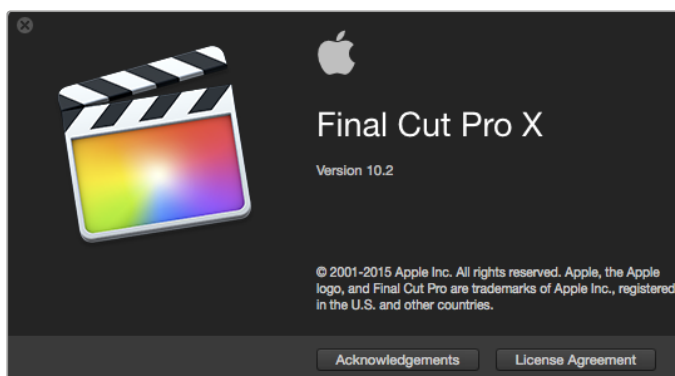 Final Cut Pro X
Version 10.2
© 2001-2015 Apple Inc. All rights reserved. Apple, the Apple
logo, and Final Cut Pro are trademarks of Apple Inc., registered
in the U.S. and other countries.
Acknowledgements
License Agreement